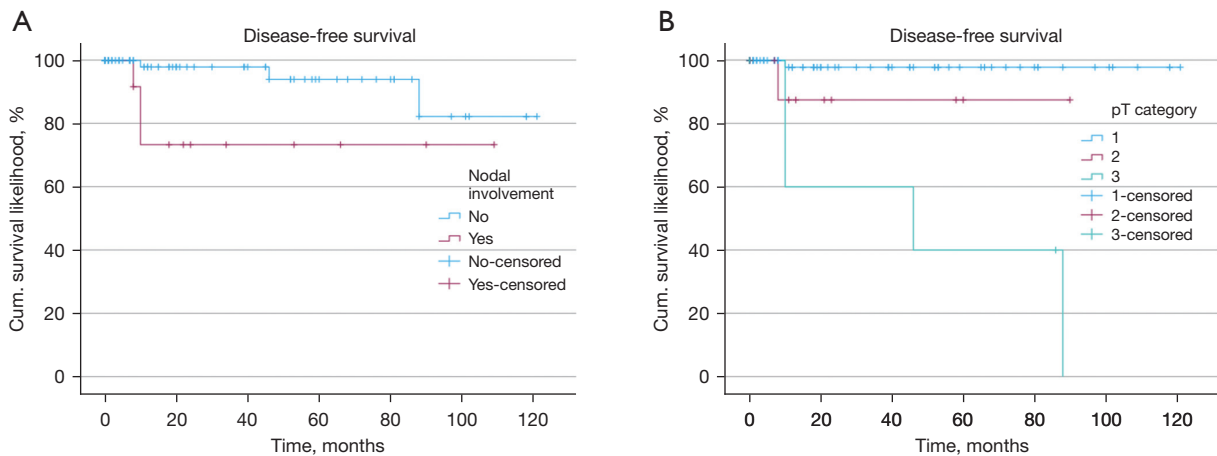 A
Disease-free survival
100
80
60
40
20
0
Cum. survival likelihood, %
Nodal
involvement
No
Yes
No-censored
Yes-censored
0 20 40 60 80 100 120
Time, months
B
Disease-free survival
100
80
60
40
20
0
Cum. survival likelihood, %
pT category
1
2
3
1-censored
2-censored
3-censored
0 20 40 60 80 100 120
Time, months